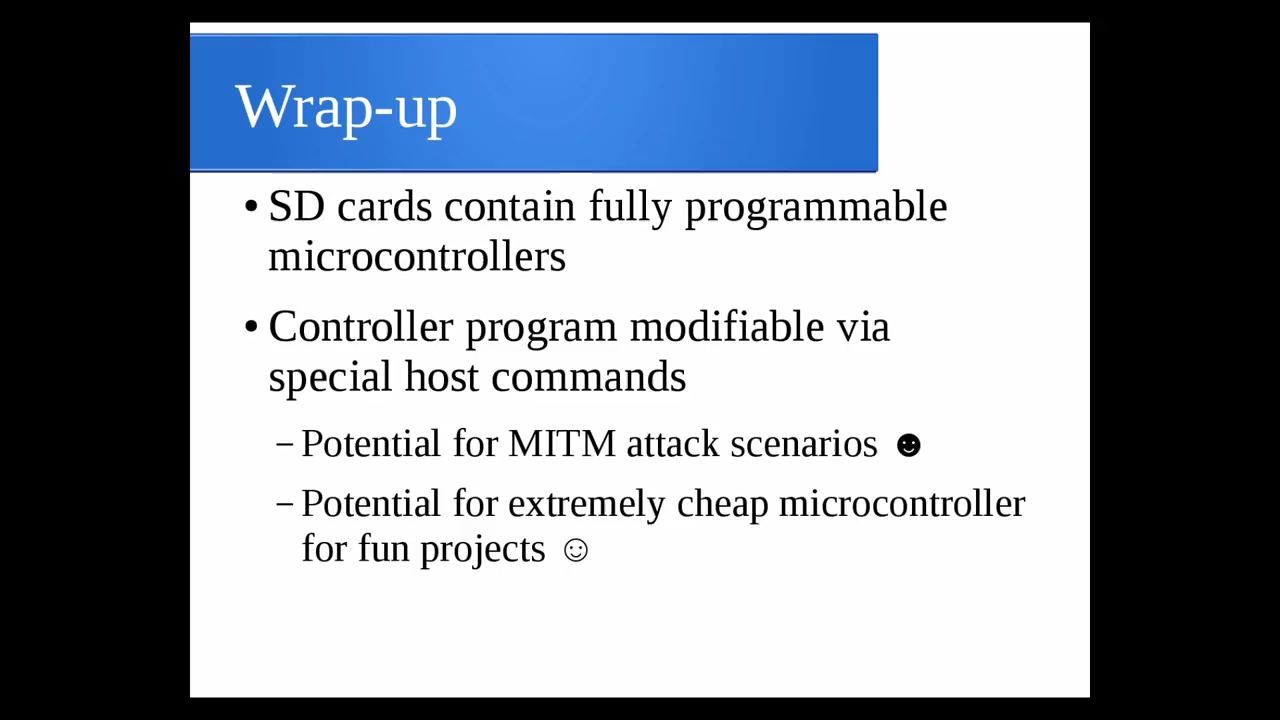 Wrap-up
• SD cards contain fully programmable
microcontrollers
• Controller program modifiable via
special host commands
– Potential for MITM attack scenarios ☻
– Potential for extremely cheap microcontroller
for fun projects ☺